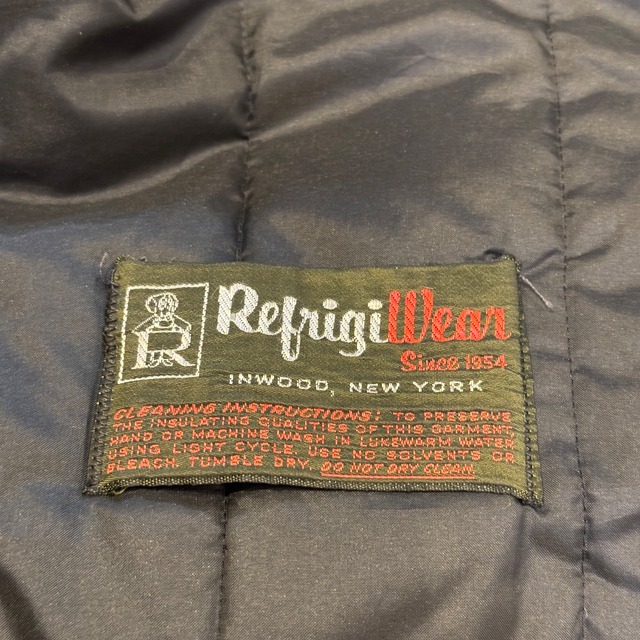 R
RefrigiWear
Since 1954
INWOOD, NEW YORK
CLEANING INSTRUCTIONS: TO PRESERVE
THE INSULATING QUALITIES OF THIS GARMENT
HAND OR MACHINE WASH IN LUKEWARM WATER
USING LIGHT CYCLE. USE NO SOLVENTS OR
BLEACH. TUMBLE DRY. DO NOT DRY CLEAN.